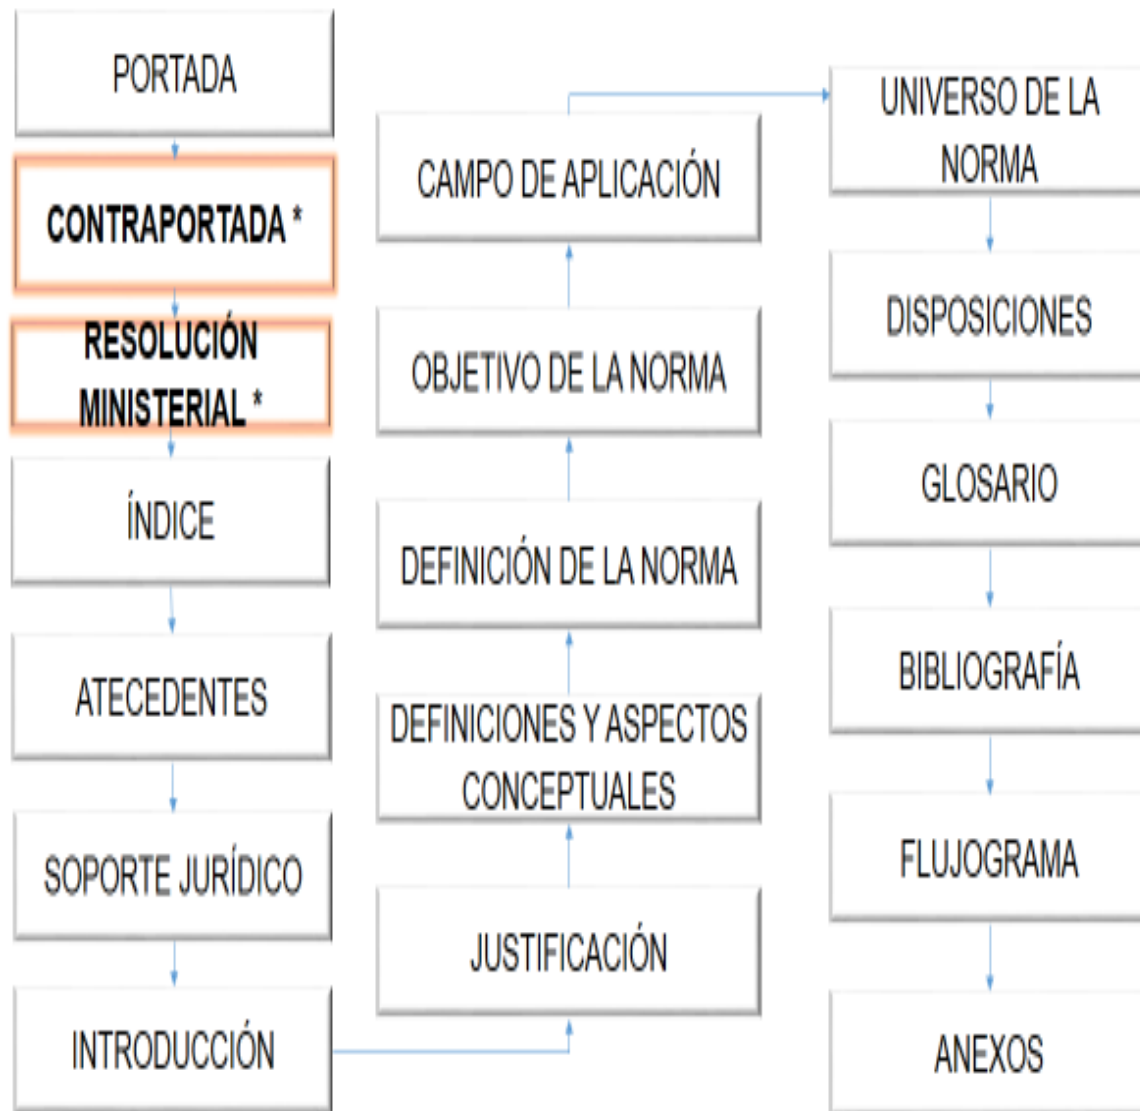 PORTADA
CONTRAPORTADA *
RESOLUCIÓN
MINISTERIAL *
ÍNDICE
ATECEDENTES
SOPORTE JURÍDICO
INTRODUCCIÓN
JUSTIFICACIÓN
DEFINICIONES Y ASPECTOS
CONCEPTUALES
DEFINICIÓN DE LA NORMA
OBJETIVO DE LA NORMA
CAMPO DE APLICACIÓN
UNIVERSO DE LA
NORMA
DISPOSICIONES
GLOSARIO
BIBLIOGRAFÍA
FLUJOGRAMA
ANEXOS